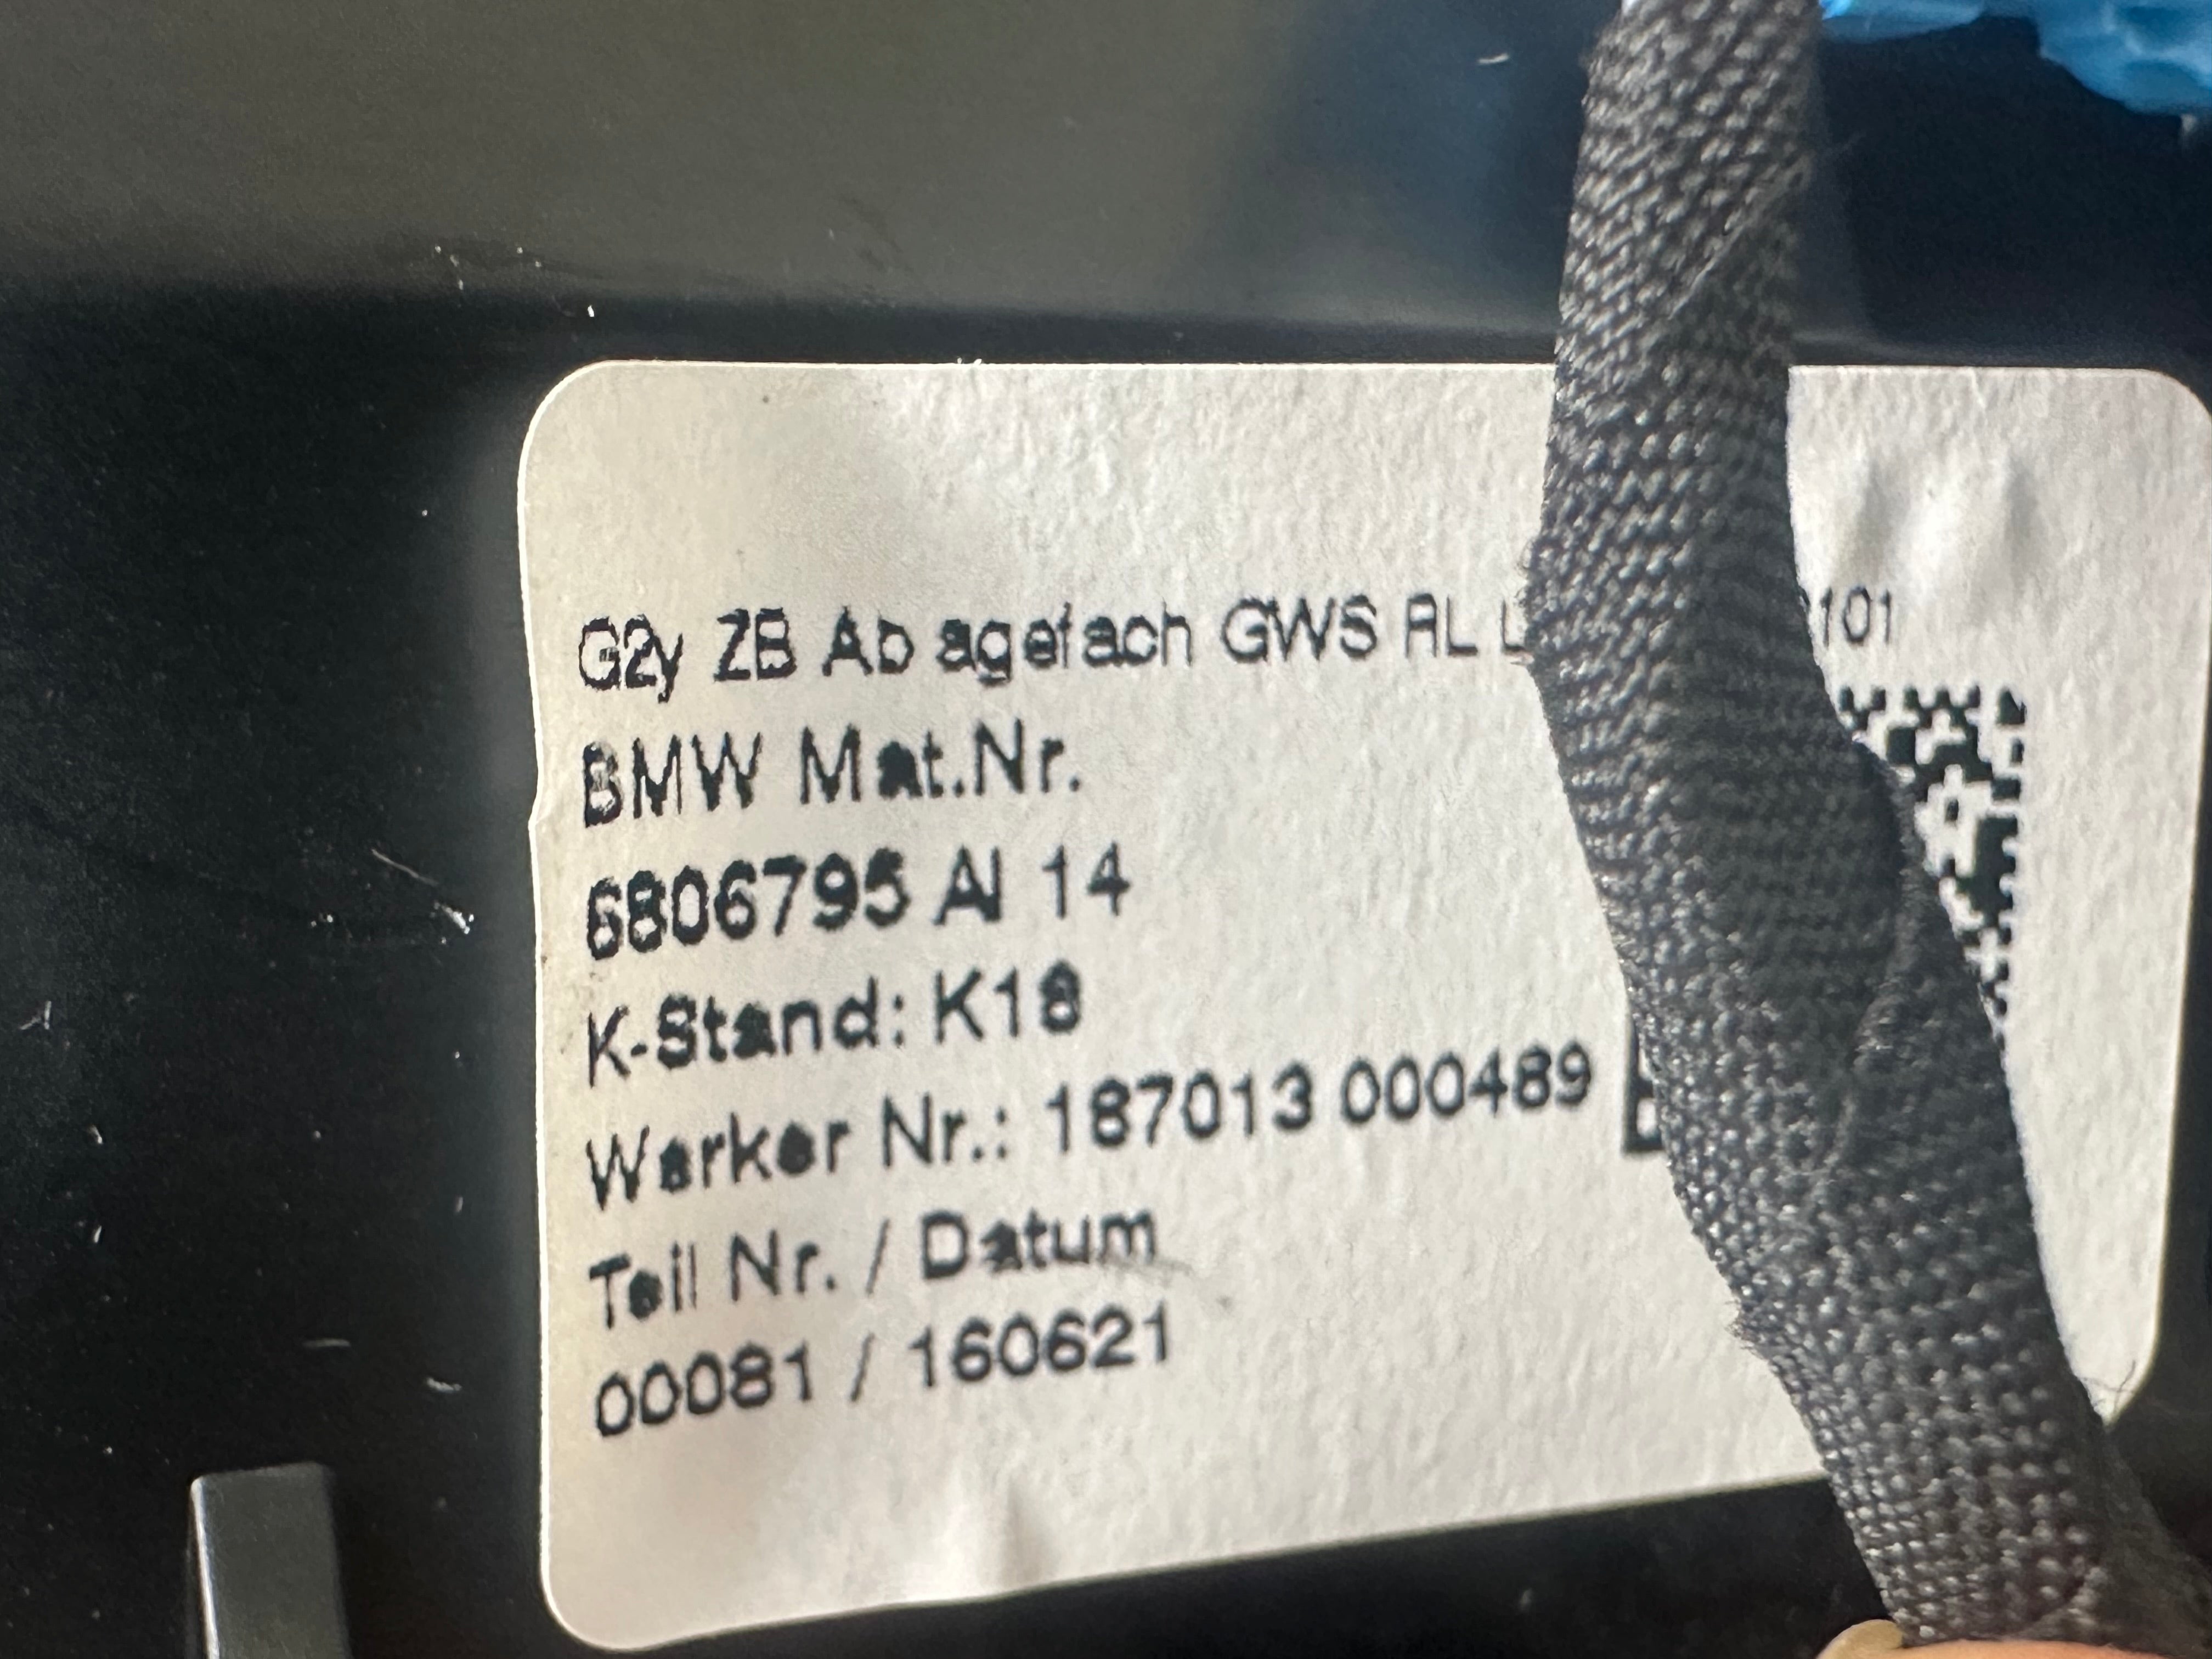 G2y ZB Ab agefach GWS RL L 101
BMW Mat.Nr.
6806795 AI 14
K-Stand: K18
Werker Nr.: 187013 000489
Teil Nr. / Datum
00081 / 160621